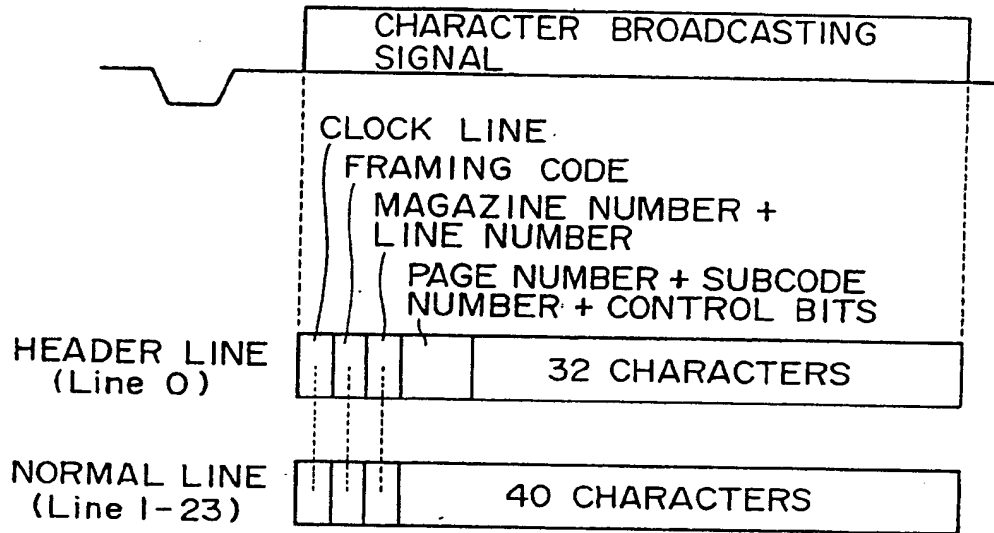 CHARACTER BROADCASTING
SIGNAL
CLOCK LINE
FRAMING CODE
MAGAZINE NUMBER +
LINE NUMBER
PAGE NUMBER + SUBCODE
NUMBER + CONTROL BITS
HEADER LINE
(Line 0)
32 CHARACTERS
NORMAL LINE
(Line 1-23)
40 CHARACTERS